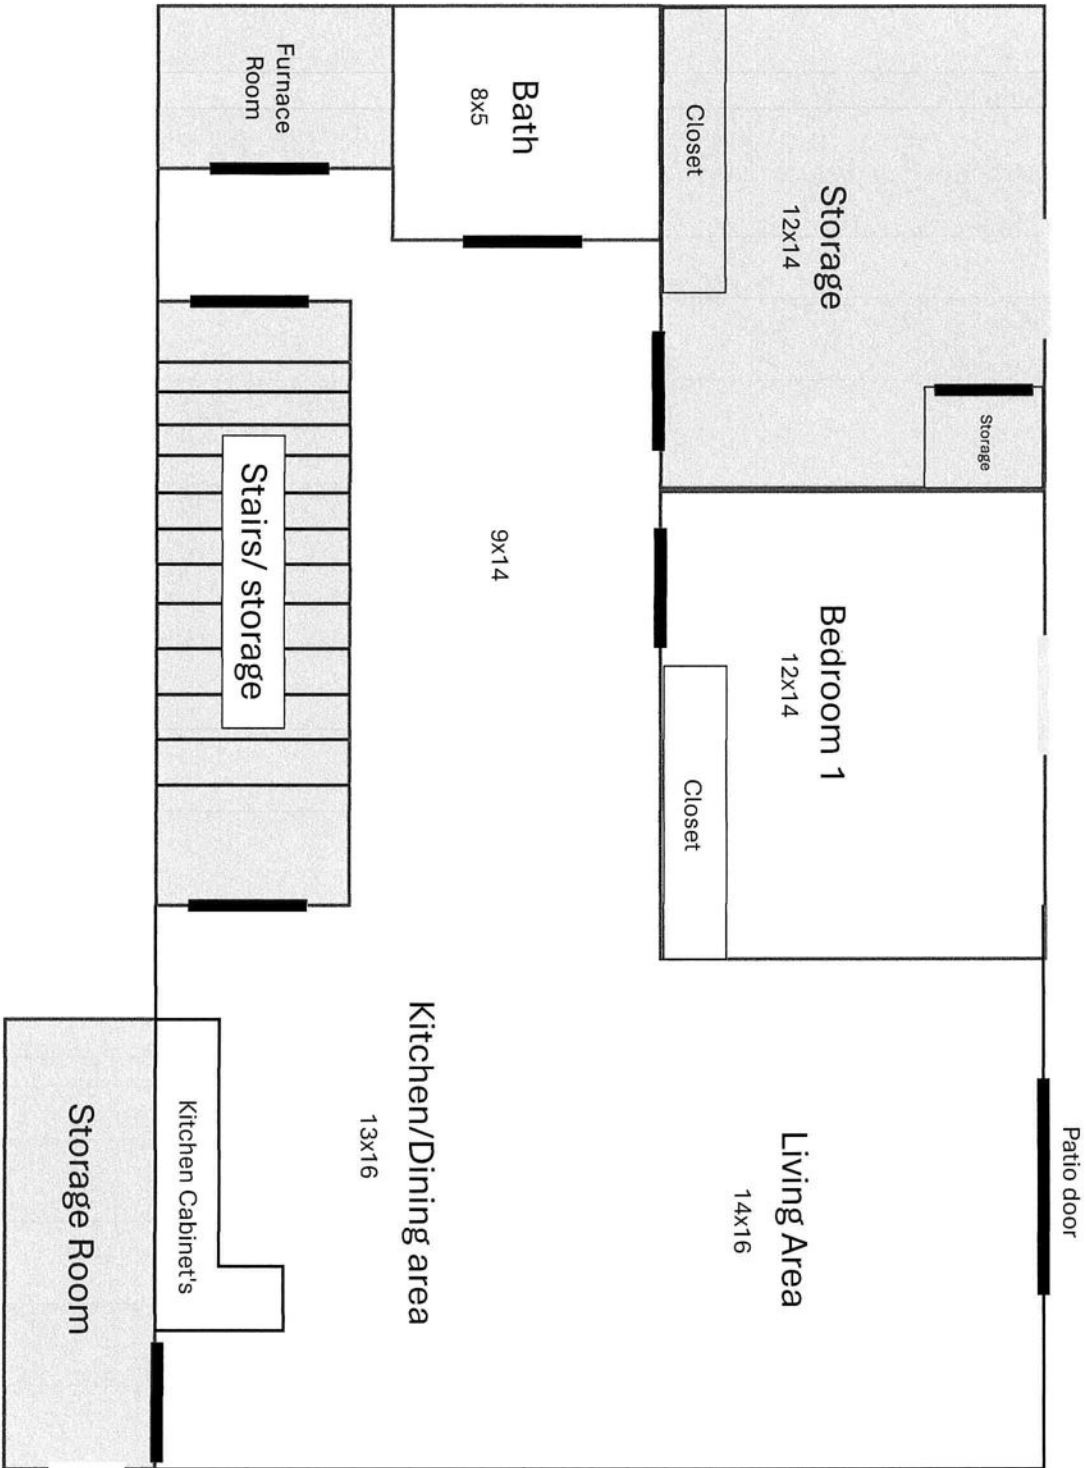 Patio door
Storage
12x14
Storage
Bedroom 1
12x14
Living Area
14x16
Closet
Closet
Bath
8x5
9x14
Kitchen/Dining area
13x16
Furnace
Room
Stairs/ storage
Kitchen Cabinet's
Storage Room